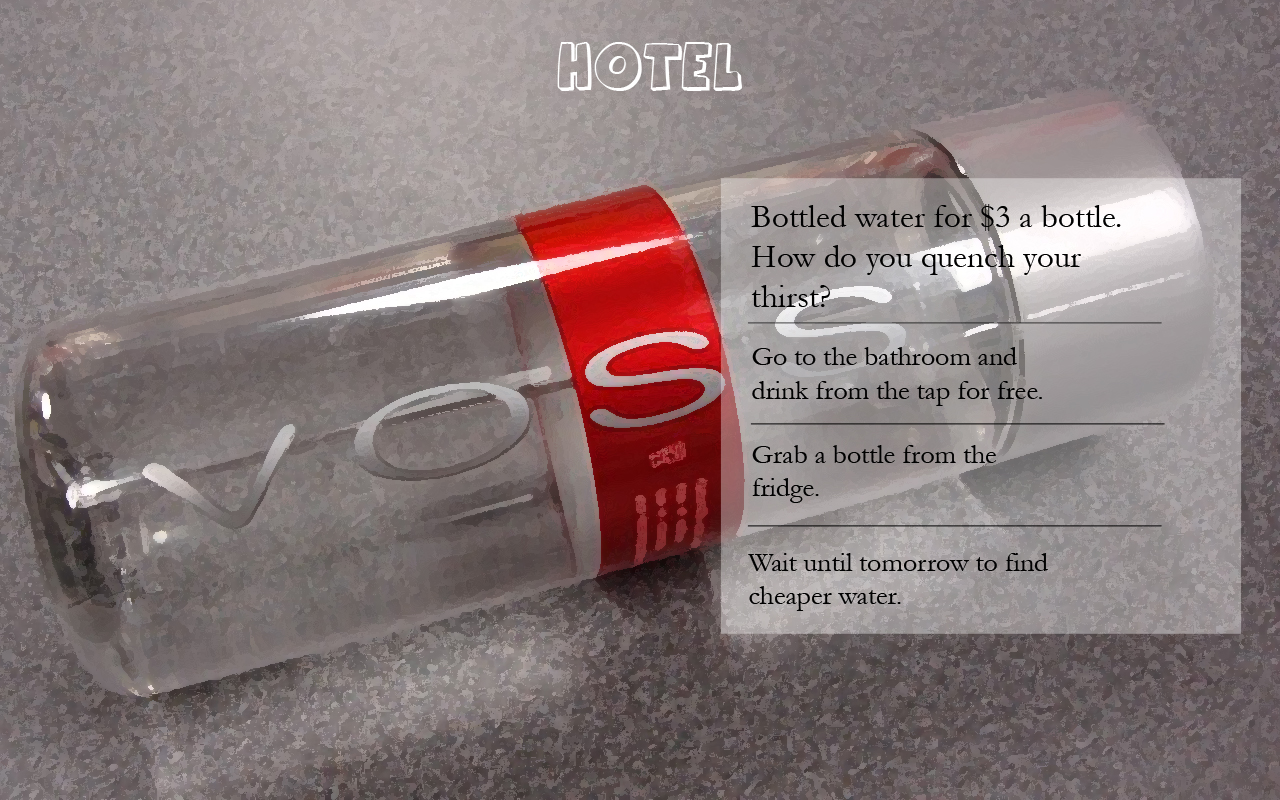 HOTEL
Bottled water for $3 a bottle.
How do you quench your
thirst?
Go to the bathroom and
drink from the tap for free.
Grab a bottle from the
fridge.
Wait until tomorrow to find
cheaper water.
VOSS